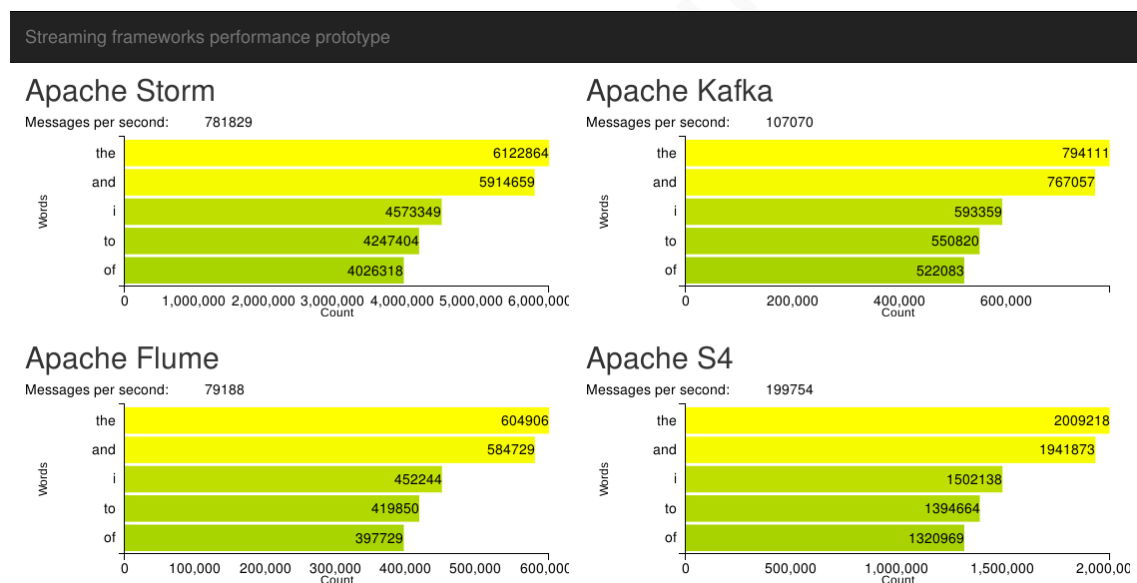 Streaming frameworks performance prototype
Apache Storm
Messages per second: 781829
Words
the 6122864
and 5914659
i 4573349
to 4247404
of 4026318
0 1,000,000 2,000,000 3,000,000 4,000,000 5,000,000 6,000,000
Count
Apache Kafka
Messages per second: 107070
Words
the 794111
and 767057
i 593359
to 550820
of 522083
0 200,000 400,000 600,000
Count
Apache Flume
Messages per second: 79188
Words
the 604906
and 584729
i 452244
to 419850
of 397729
0 100,000 200,000 300,000 400,000 500,000 600,000
Count
Apache S4
Messages per second: 199754
Words
the 2009218
and 1941873
i 1502138
to 1394664
of 1320969
0 500,000 1,000,000 1,500,000 2,000,00
Count